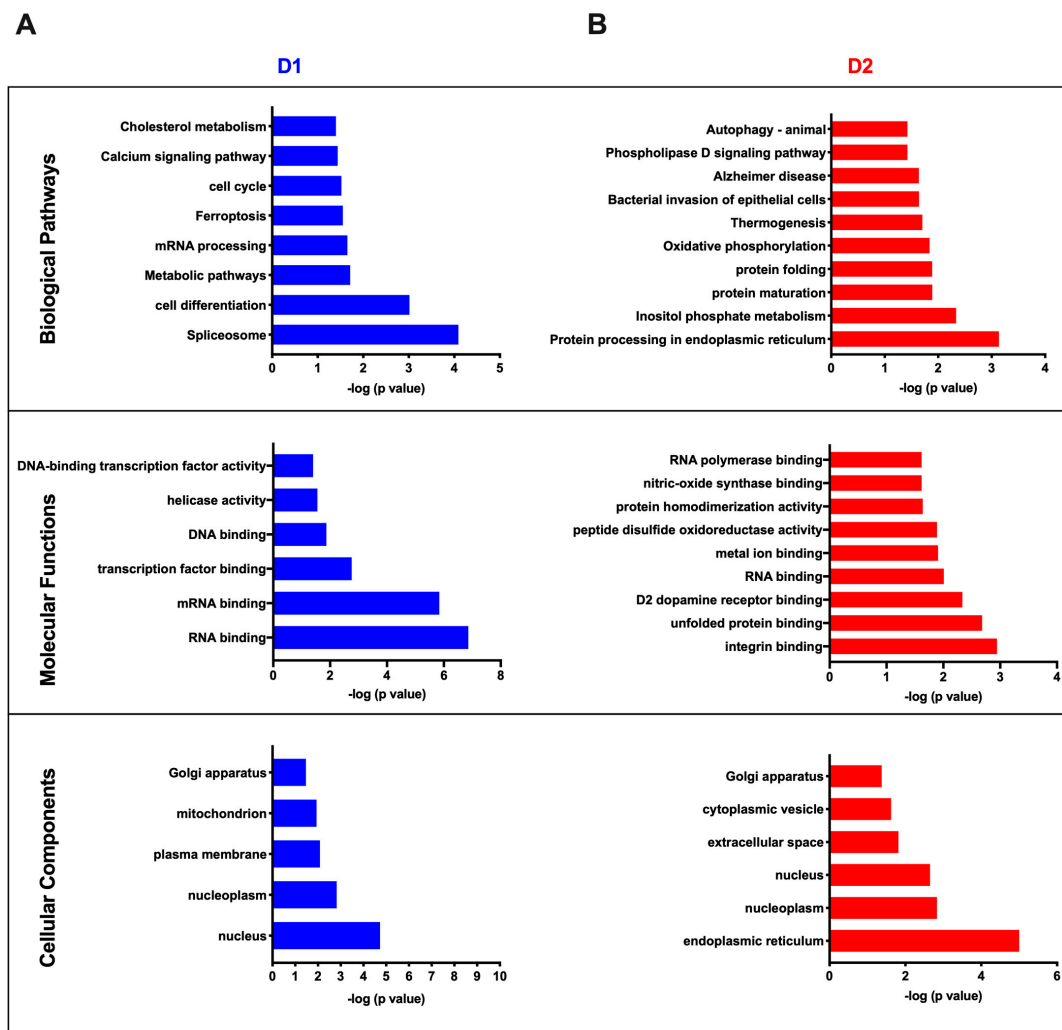 A
B
D1
D2
Biological Pathways
Cholesterol metabolism
Calcium signaling pathway
cell cycle
Ferroptosis
mRNA processing
Metabolic pathways
cell differentiation
Spliceosome
0 1 2 3 4 5
-log (p value)
Autophagy - animal
Phospholipase D signaling pathway
Alzheimer disease
Bacterial invasion of epithelial cells
Thermogenesis
Oxidative phosphorylation
protein folding
protein maturation
Inositol phosphate metabolism
Protein processing in endoplasmic reticulum
0 1 2 3 4
-log (p value)
Molecular Functions
DNA-binding transcription factor activity
helicase activity
DNA binding
transcription factor binding
mRNA binding
RNA binding
0 2 4 6 8
-log (p value)
RNA polymerase binding
nitric-oxide synthase binding
protein homodimerization activity
peptide disulfide oxidoreductase activity
metal ion binding
RNA binding
D2 dopamine receptor binding
unfolded protein binding
integrin binding
0 1 2 3 4
-log (p value)
Cellular Components
Golgi apparatus
mitochondrion
plasma membrane
nucleoplasm
nucleus
0 1 2 3 4 5 6 7 8 9 10
-log (p value)
Golgi apparatus
cytoplasmic vesicle
extracellular space
nucleus
nucleoplasm
endoplasmic reticulum
0 2 4 6
-log (p value)